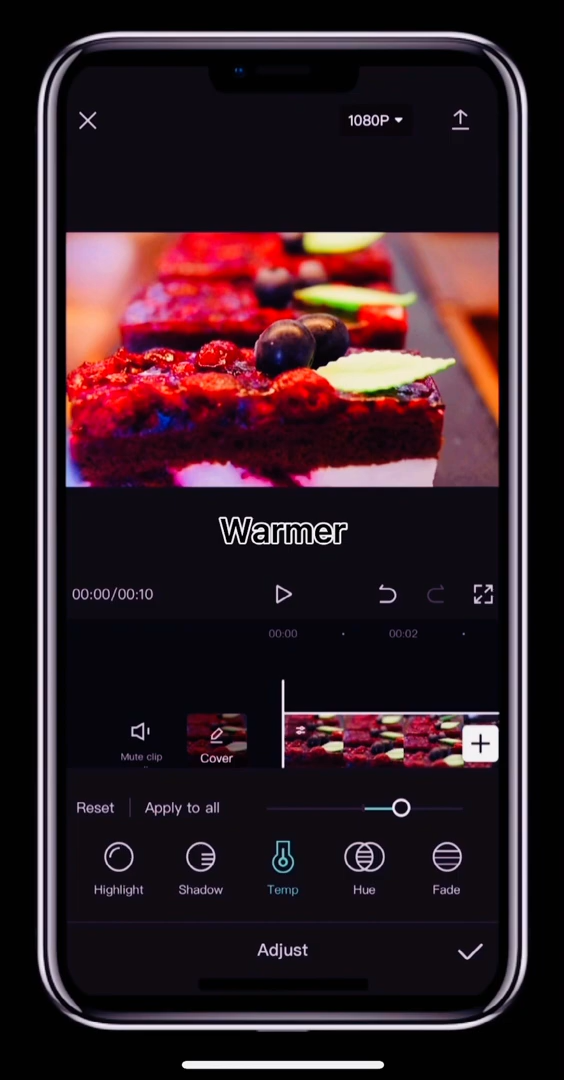 1080P
Warmer
00:00/00:10
00:00
00:02
Mute clip
Cover
Reset
Apply to all
Highlight
Shadow
Temp
Hue
Fade
Adjust